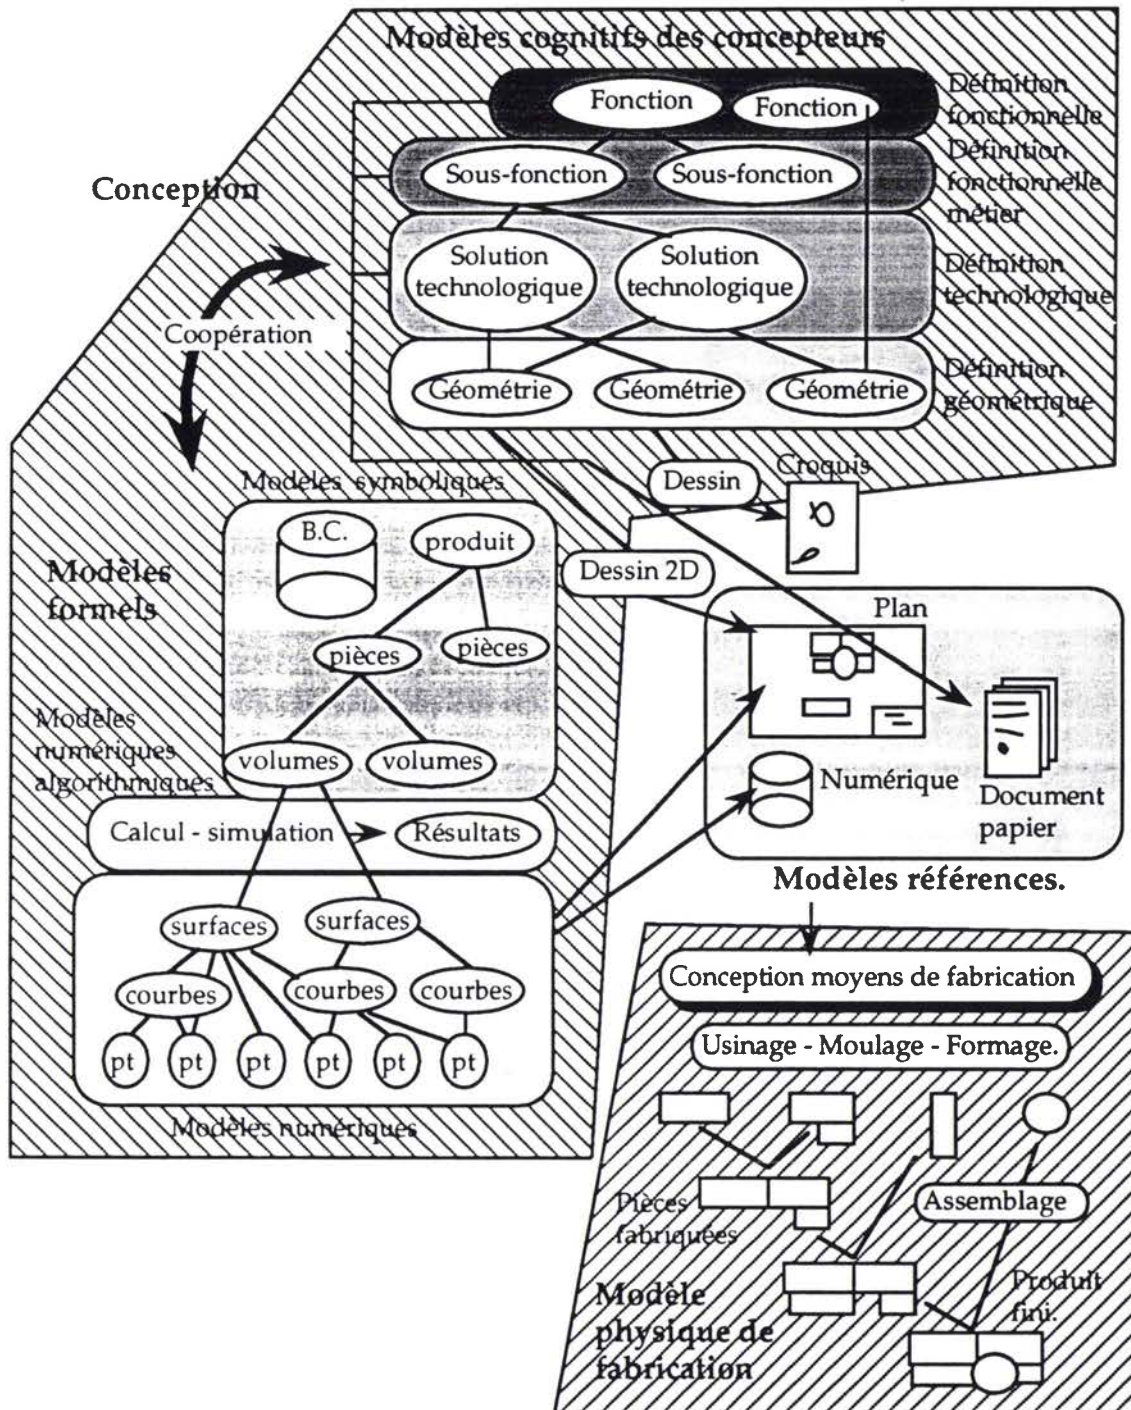 Modèles cognitifs des concepteurs
Fonction
Fonction
Définition
fonctionnelle
Sous-fonction
Sous-fonction
Définition
fonctionnelle
métier
Conception
Solution
technologique
Solution
technologique
Définition
technologique
Coopération
Géométrie
Géométrie
Géométrie
Définition
géométrique
Dessin
Croquis
Modèles symboliques
B.C.
produit
Dessin 2D
Modèles
formels
pièces
pièces
Plan
Modèles
numériques
algorithmiques
volumes
volumes
Numérique
Document
papier
Calcul - simulation
Résultats
Modèles références.
surfaces
surfaces
courbes
courbes
courbes
pt
pt
pt
pt
pt
pt
Modèles numériques
Conception moyens de fabrication
Usinage - Moulage - Formage.
Pièces
fabriquées
Assemblage
Produit
fini.
Modèle
physique de
fabrication